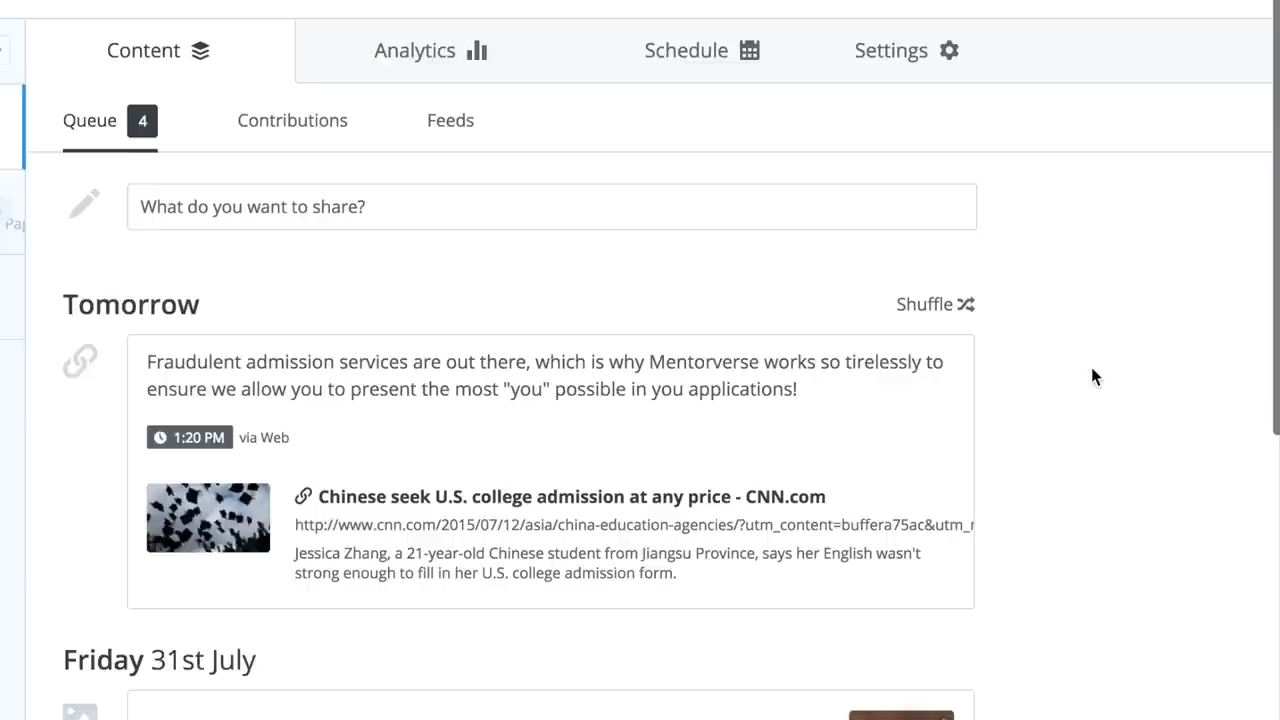 Content
Analytics
Schedule
Settings
Queue 4
Contributions
Feeds
What do you want to share?
Tomorrow
Shuffle
Fraudulent admission services are out there, which is why Mentorverse works so tirelessly to
ensure we allow you to present the most "you" possible in you applications!
1:20 PM via Web
Chinese seek U.S. college admission at any price - CNN.com
http://www.cnn.com/2015/07/12/asia/china-education-agencies/?utm_content=buffera75ac&utm_
Jessica Zhang, a 21-year-old Chinese student from Jiangsu Province, says her English wasn't
strong enough to fill in her U.S. college admission form.
Friday 31st July